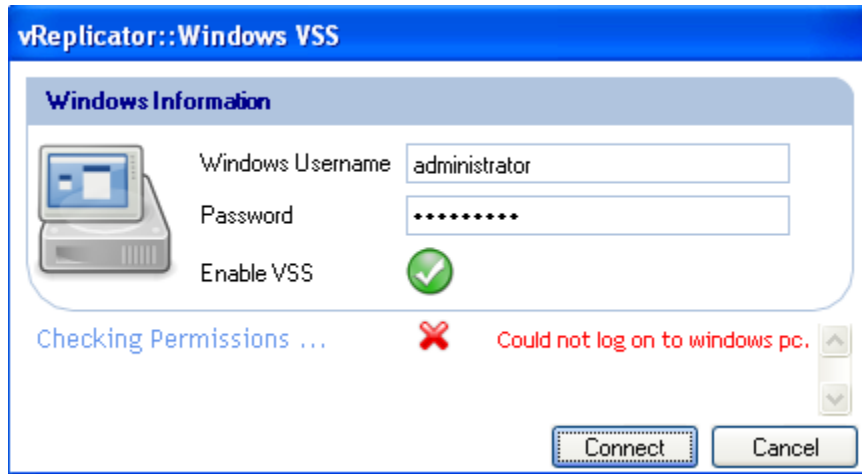 vReplicator::Windows VSS
Windows Information
Windows Username administrator
Password •••••••••
Enable VSS
Checking Permissions ... Could not log on to windows pc.
Connect Cancel